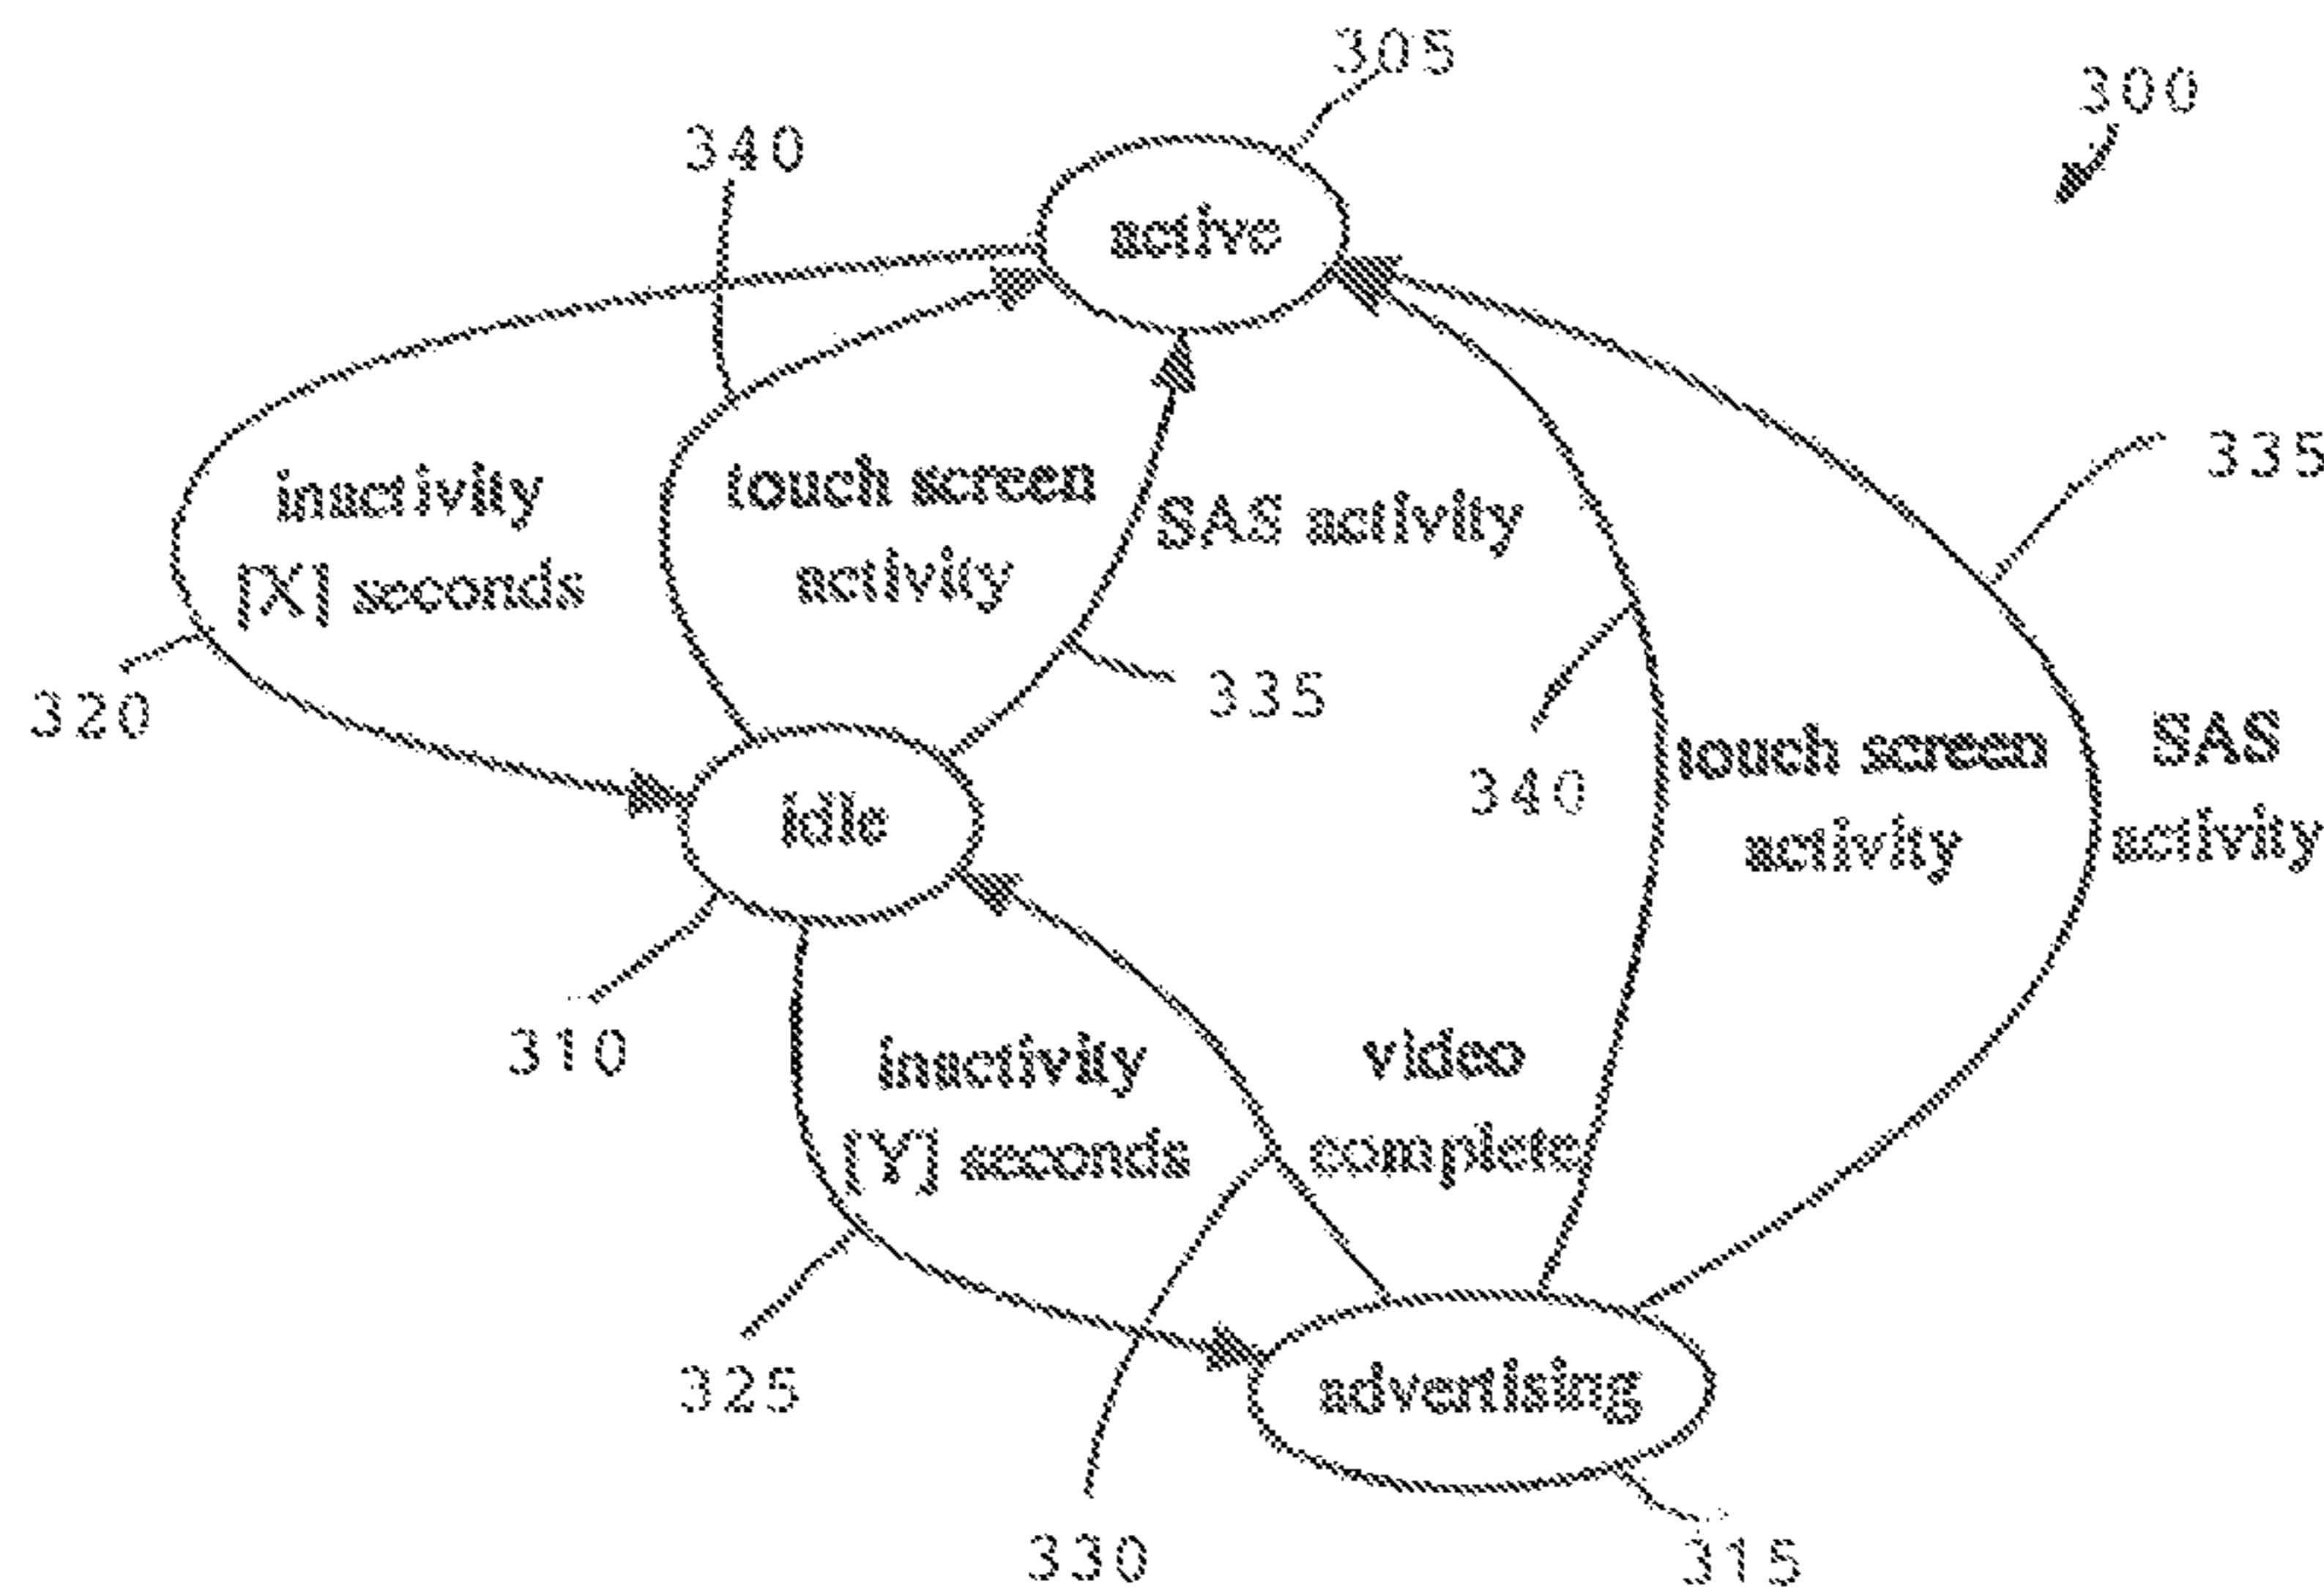 305
300
340
active
335
inactivity
[X] seconds
touch screen
activity
SAS activity
320
335
idle
340
touch screen
activity
SAS
activity
310
inactivity
[Y] seconds
video
complete
325
advertising
330
315